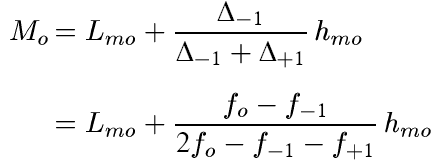 M_o = L_{mo} + \frac{\Delta_{-1}}{\Delta_{-1} + \Delta_{+1}} h_{mo}
= L_{mo} + \frac{f_o - f_{-1}}{2f_o - f_{-1} - f_{+1}} h_{mo}